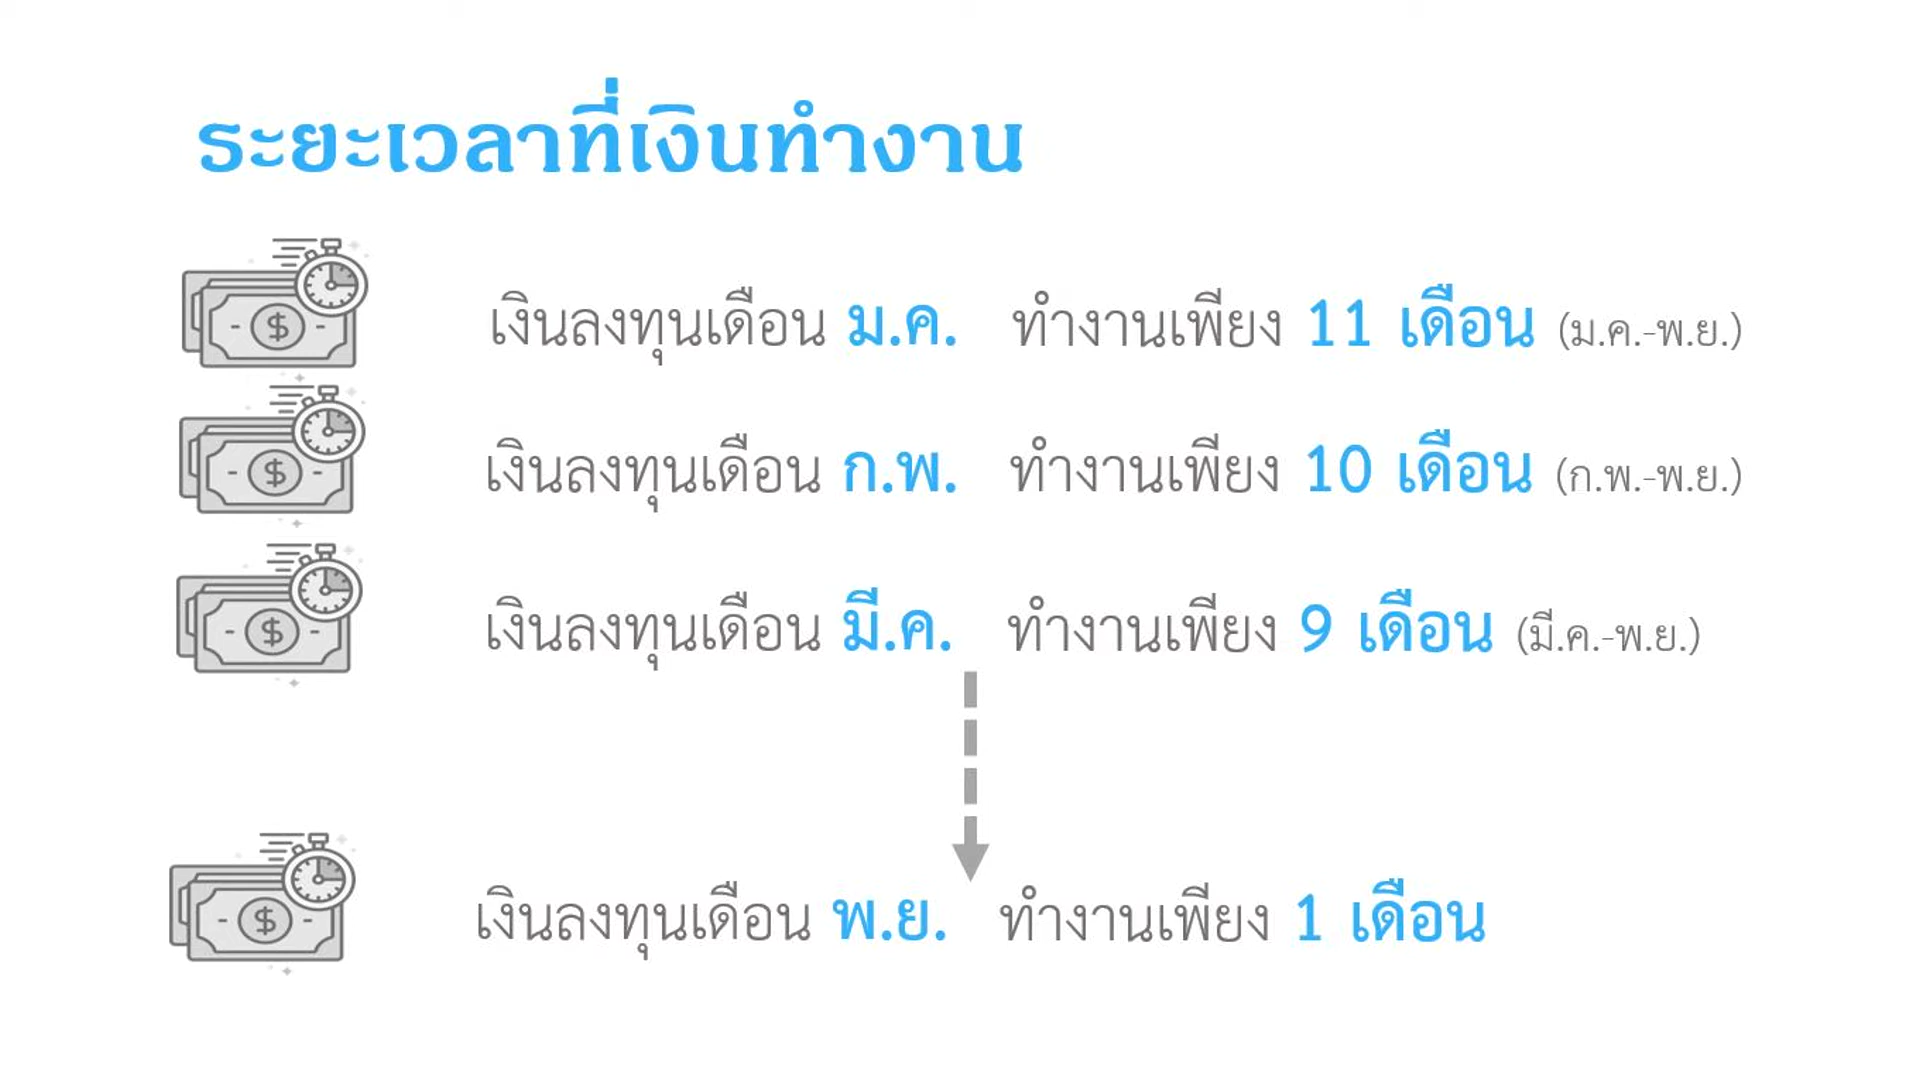 ระยะเวลาที่เงินทำงาน
เงินลงทุนเดือน ม.ค. ทำงานเพียง 11 เดือน (ม.ค.-พ.ย.)
เงินลงทุนเดือน ก.พ. ทำงานเพียง 10 เดือน (ก.พ.-พ.ย.)
เงินลงทุนเดือน มี.ค. ทำงานเพียง 9 เดือน (มี.ค.-พ.ย.)
เงินลงทุนเดือน พ.ย. ทำงานเพียง 1 เดือน